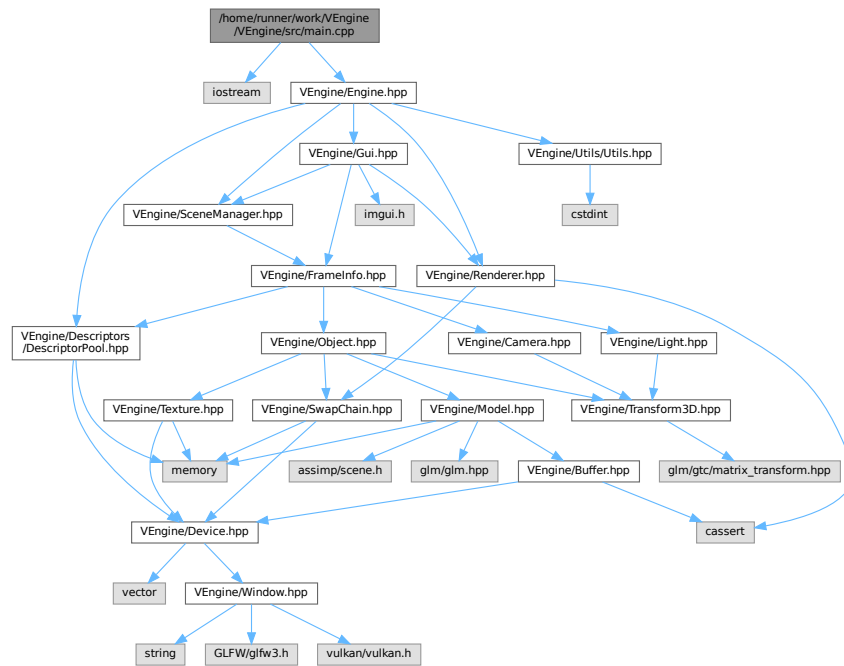 /home/runner/work/VEngine
/VEngine/src/main.cpp
iostream
VEngine/Engine.hpp
VEngine/Gui.hpp
VEngine/Utils/Utils.hpp
VEngine/SceneManager.hpp
imgui.h
cstdint
VEngine/FrameInfo.hpp
VEngine/Renderer.hpp
VEngine/Descriptors
/DescriptorPool.hpp
VEngine/Object.hpp
VEngine/Camera.hpp
VEngine/Light.hpp
VEngine/Texture.hpp
VEngine/SwapChain.hpp
VEngine/Model.hpp
VEngine/Transform3D.hpp
memory
assimp/scene.h
glm/glm.hpp
VEngine/Buffer.hpp
glm/gtc/matrix_transform.hpp
VEngine/Device.hpp
cassert
vector
VEngine/Window.hpp
string
GLFW/glfw3.h
vulkan/vulkan.h